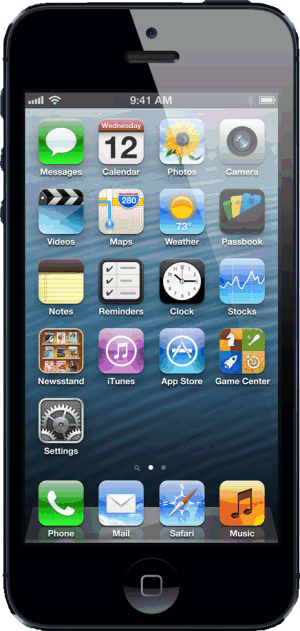 9:41 AM
Wednesday
12
Messages Calendar Photos Camera
280
73°
Videos Maps Weather Passbook
Notes Reminders Clock Stocks
Newsstand iTunes App Store Game Center
Settings
Phone Mail Safari Music